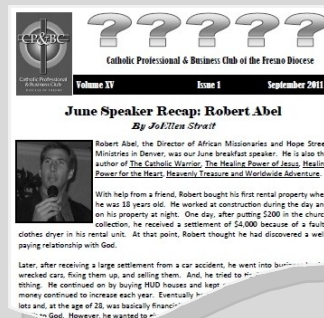 CP&BC
Catholic Professional
& Business Club
? ? ? ? ?
Catholic Professional & Business Club of the Fresno Diocese
Volume XV Issue 1 September 2011
June Speaker Recap: Robert Abel
By JoEllen Strait
Robert Abel, the Director of African Missionaries and Hope Stree
Ministries in Denver, was our June breakfast speaker. He is also th
author of The Catholic Warrior, The Healing Power of Jesus, Healin
Power for the Heart, Heavenly Treasure and Worldwide Adventure.
With help from a friend, Robert bought his first rental property whe
he was 18 years old. He worked at construction during the day an
on his property at night. One day, after putting $200 in the churc
collection, he received a settlement of $4,000 because of a fault
clothes dryer in his rental unit. At that point, Robert thought he had discovered a wel
paying relationship with God.
Later, after receiving a large settlement from a car accident, he went into
wrecked cars, fixing them up, and selling them. And, he tried to
tithing. He continued on by buying HUD houses and kept
money continued to increase each year. Eventually
lots and, at the age of 28, was basically
to God. However, he wanted to